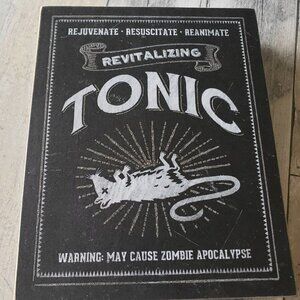 REJUVENATE · RESUSCITATE · REANIMATE
REVITALIZING
TONIC
WARNING: MAY CAUSE ZOMBIE APOCALYPSE